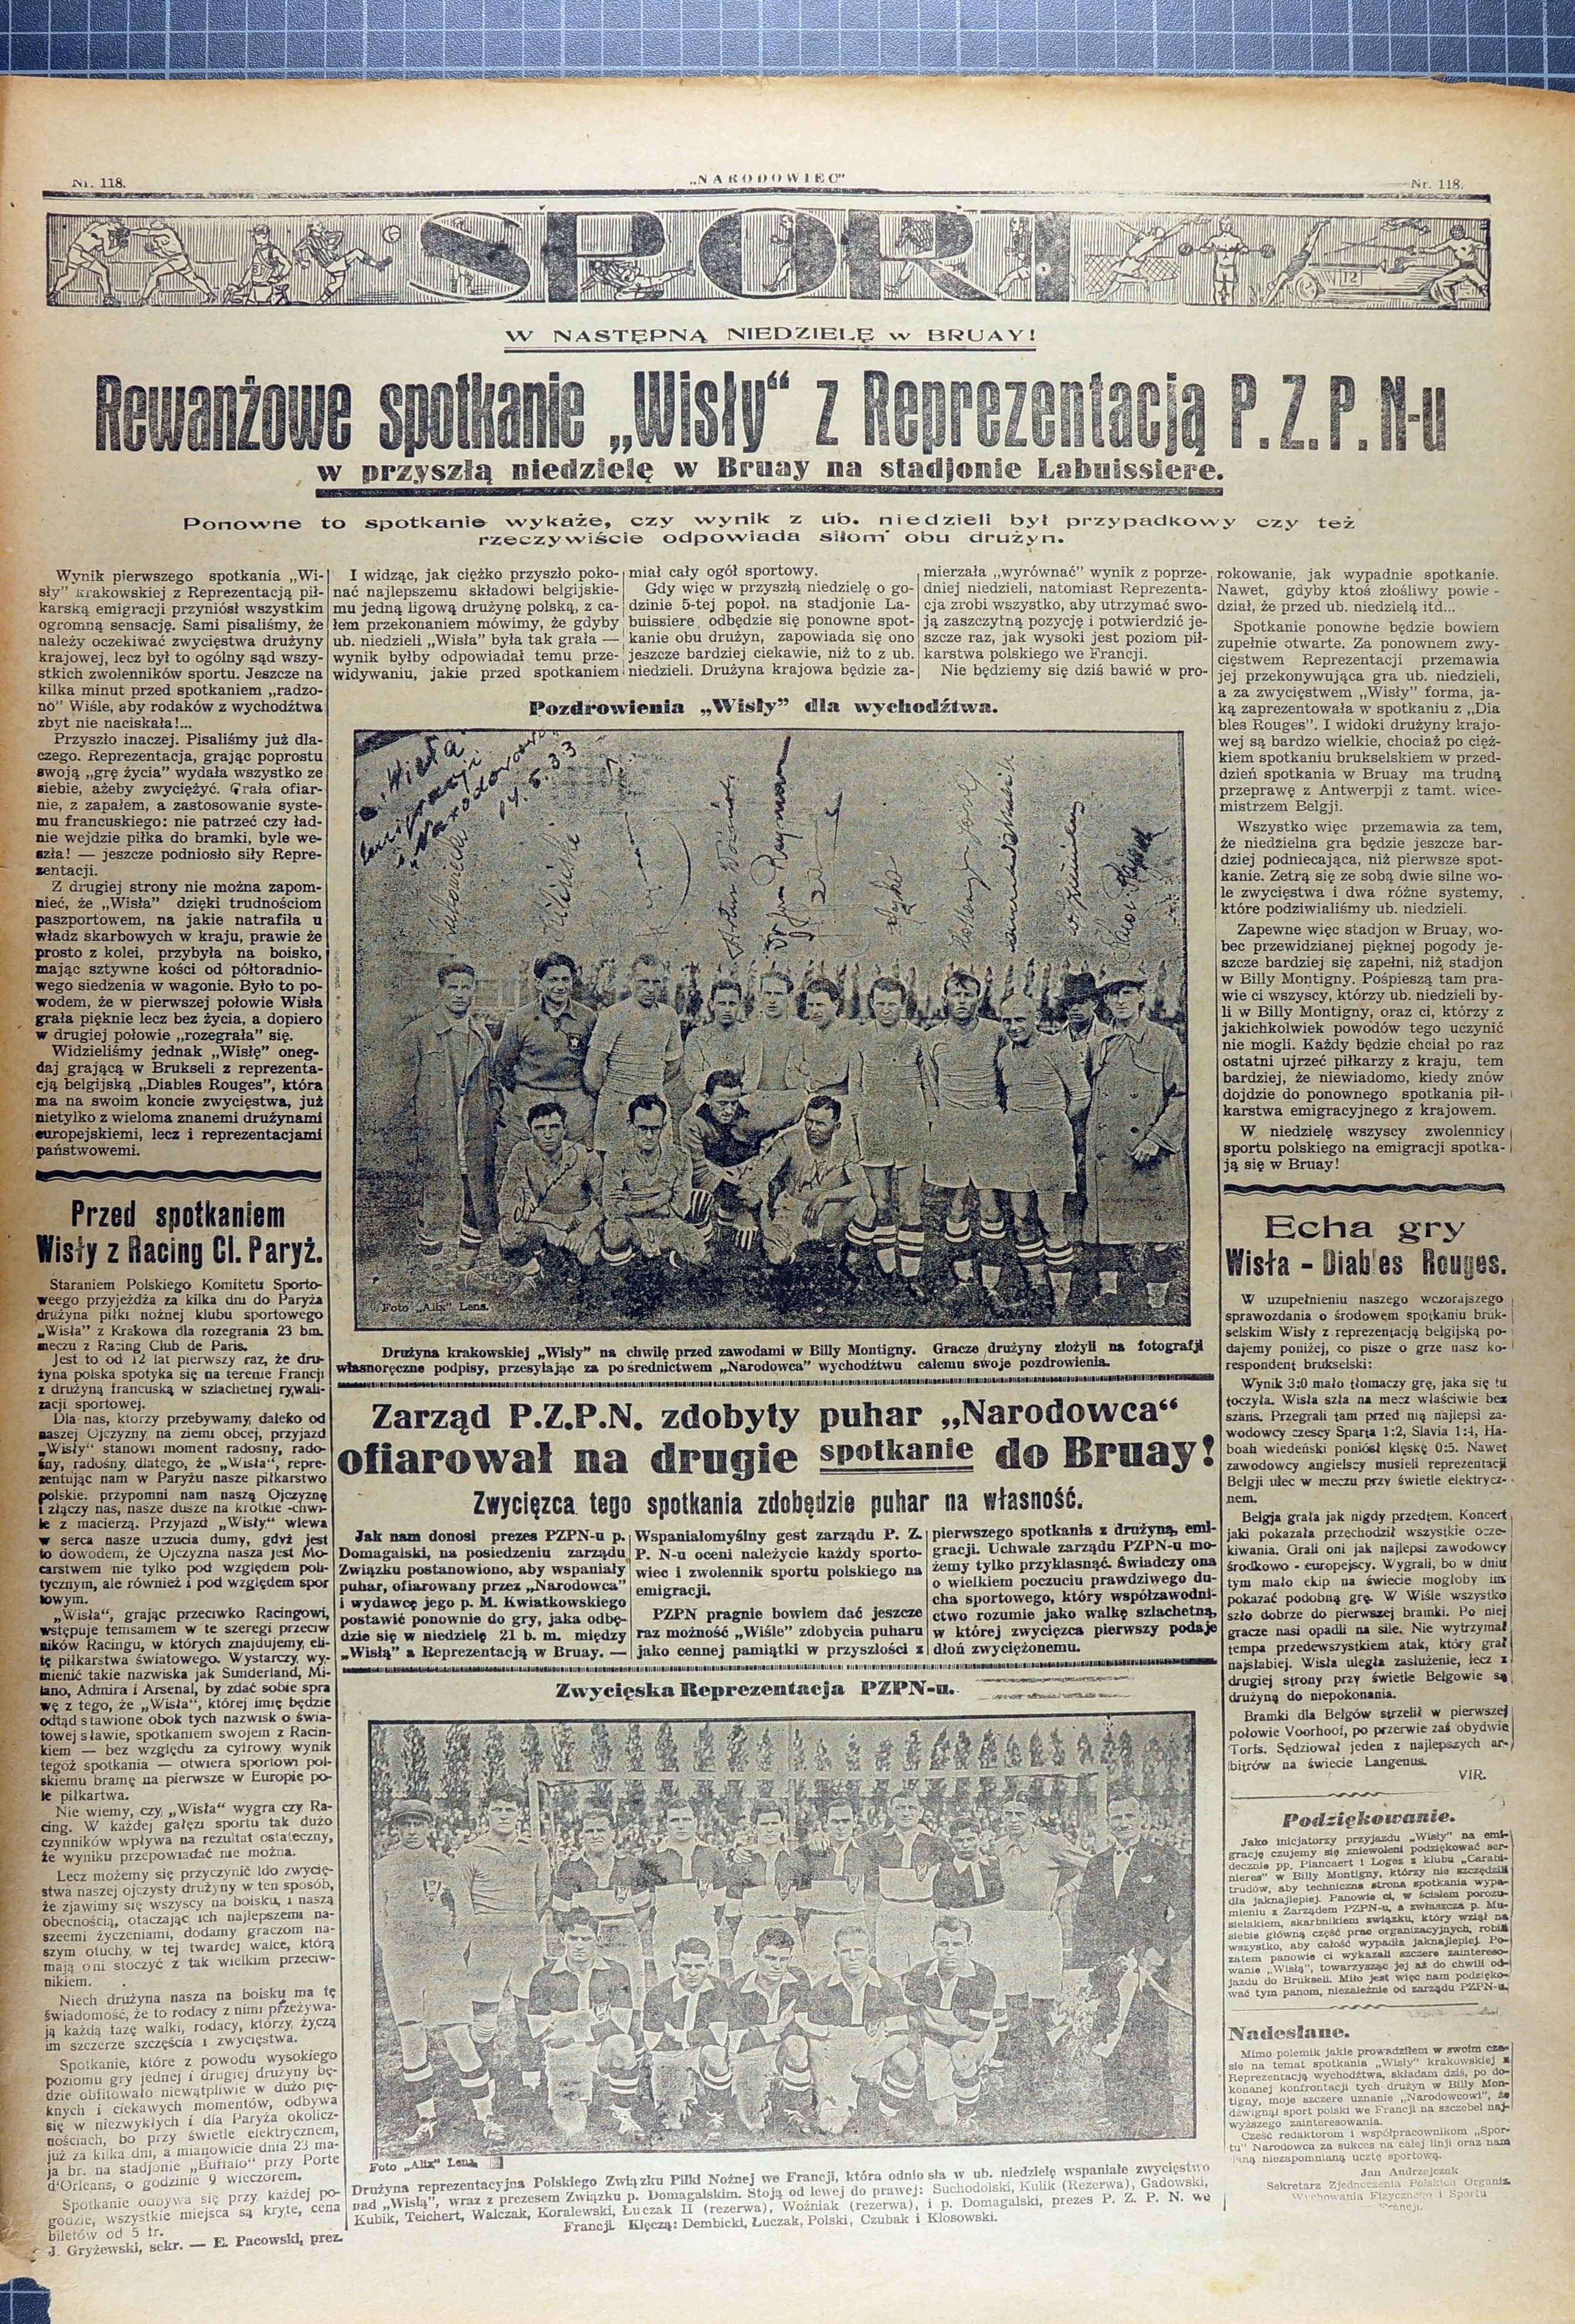 Nr. 118.
„NARODOWIEC”
Nr. 118.
SPORT
W NASTĘPNĄ NIEDZIELĘ w BRUAY!
Rewanżowe spotkanie „Wisły“ z Reprezentacją P.Z.P.N-u
w przyszłą niedzielę w Bruay na stadjonie Labuissiere.
Ponowne to spotkanie wykaże, czy wynik z ub. niedzieli był przypadkowy czy też
rzeczywiście odpowiada siłom obu drużyn.
Wynik pierwszego spotkania „Wi-
sły” krakowskiej z Reprezentacją pił-
karską emigracji przyniósł wszystkim
ogromną sensację. Sami pisaliśmy, że
należy oczekiwać zwycięstwa drużyny
krajowej, lecz był to ogólny sąd wszy-
stkich zwolenników sportu. Jeszcze na
kilka minut przed spotkaniem „radzo-
no” Wiśle, aby rodaków z wychodźtwa
zbyt nie naciskała!...
Przyszło inaczej. Pisaliśmy już dla-
czego. Reprezentacja, grając poprostu
swoją „grę życia” wydała wszystko ze
siebie, ażeby zwyciężyć. Grała ofiar-
nie, z zapałem, a zastosowanie syste-
mu francuskiego: nie patrzeć czy ład-
nie wejdzie piłka do bramki, byle we-
szła! — jeszcze podniosło siły Repre-
zentacji.
Z drugiej strony nie można zapom-
nieć, że „Wisła” dzięki trudnościom
paszportowem, na jakie natrafiła u
władz skarbowych w kraju, prawie że
prosto z kolei, przybyła na boisko,
mając sztywne kości od półtoradnio-
wego siedzenia w wagonie. Było to po-
wodem, że w pierwszej połowie Wisła
grała pięknie lecz bez życia, a dopiero
w drugiej połowie „rozegrała” się.
Widzieliśmy jednak „Wisłę” oneg-
daj grającą w Brukseli z reprezenta-
cją belgijską „Diables Rouges”, która
ma na swoim koncie zwycięstwa, już
nietylko z wieloma znanemi drużynami
europejskiemi, lecz i reprezentacjami
państwowemi.
I widząc, jak ciężko przyszło poko-
nać najlepszemu składowi belgijskie-
mu jedną ligową drużynę polską, z ca-
łem przekonaniem mówimy, że gdyby
ub. niedzieli „Wisła” była tak grała —
wynik byłby odpowiadał temu prze-
widywaniu, jakie przed spotkaniem
miał cały ogół sportowy.
Gdy więc w przyszłą niedzielę o go-
dzinie 5-tej popoł. na stadjonie La-
buissiere odbędzie się ponowne spot-
kanie obu drużyn, zapowiada się ono
jeszcze bardziej ciekawie, niż to z ub.
niedzieli. Drużyna krajowa będzie za-
mierzała „wyrównać” wynik z poprze-
dniej niedzieli, natomiast Reprezenta-
cja zrobi wszystko, aby utrzymać swo-
ją zaszczytną pozycję i potwierdzić je-
szcze raz, jak wysoki jest poziom pił-
karstwa polskiego we Francji.
Nie będziemy się dziś bawić w pro-
rokowanie, jak wypadnie spotkanie.
Nawet, gdyby ktoś złośliwy powie-
dział, że przed ub. niedzielą itd...
Spotkanie ponowne będzie bowiem
zupełnie otwarte. Za ponownem zwy-
cięstwem Reprezentacji przemawia
jej przekonywująca gra ub. niedzieli,
a za zwycięstwem „Wisły” forma, ja-
ką zaprezentowała w spotkaniu z „Dia
bles Rouges”. I widoki drużyny krajo-
wej są bardzo wielkie, chociaż po cięż-
kiem spotkaniu brukselskiem w przed-
dzień spotkania w Bruay ma trudną
przeprawę z Antwerpji z tamt. wice-
mistrzem Belgji.
Wszystko więc przemawia za tem,
że niedzielna gra będzie jeszcze bar-
dziej podniecająca, niż pierwsze spot-
kanie. Zetrą się ze sobą dwie silne wo-
le zwycięstwa i dwa różne systemy,
które podziwialiśmy ub. niedzieli.
Zapewne więc stadjon w Bruay, wo-
bec przewidzianej pięknej pogody je-
szcze bardziej się zapełni, niż stadjon
w Billy Montigny. Pośpieszą tam pra-
wie ci wszyscy, którzy ub. niedzieli by-
li w Billy Montigny, oraz ci, którzy z
jakichkolwiek powodów tego uczynić
nie mogli. Każdy będzie chciał po raz
ostatni ujrzeć piłkarzy z kraju, tem
bardziej, że niewiadomo, kiedy znów
dojdzie do ponownego spotkania pił-
karstwa emigracyjnego z krajowem.
W niedzielę wszyscy zwolennicy
sportu polskiego na emigracji spotka-
ją się w Bruay!
Pozdrowienia „Wisły” dla wychodźtwa.
14.5.33
Foto „Alix” Lens.
Drużyna krakowskiej „Wisły” na chwilę przed zawodami w Billy Montigny. Gracze drużyny złożyli na fotografji
własnoręczne podpisy, przesyłając za pośrednictwem „Narodowca” wychodźtwu całemu swoje pozdrowienia.
Przed spotkaniem
Wisły z Racing Cl. Paryż.
Staraniem Polskiego Komitetu Sporto-
weego przyjeżdża za kilka dni do Paryża
drużyna piłki nożnej klubu sportowego
„Wisła” z Krakowa dla rozegrania 23 bm.
meczu z Racing Club de Paris.
Jest to od 12 lat pierwszy raz, że dru-
żyna polska spotyka się na terenie Francji
z drużyną francuską w szlachetnej rywali-
zacji sportowej.
Dla nas, którzy przebywamy, daleko od
naszej Ojczyzny na ziemi obcej, przyjazd
„Wisły” stanowi moment radosny, rado-
sny, radosny, dlatego, że „Wisła”, repre-
zentując nam w Paryżu nasze piłkarstwo
polskie, przypomni nam naszą Ojczyznę
i złączy nas, nasze dusze na krótkie chwi-
le z macierzą. Przyjazd „Wisły” wlewa
w serca nasze uczucia dumy, gdyż jest
to dowodem, że Ojczyzna nasza jest Mo-
carstwem nie tylko pod względem poli-
tycznym, ale również i pod względem spor
towym.
„Wisła”, grając przeciwko Racingowi,
wstępuje temsamem w te szeregi przeciw
ników Racingu, w których znajdujemy, eli-
tę piłkarstwa światowego. Wystarczy, wy-
mienić takie nazwiska jak Sunderland, Mi-
lano, Admira i Arsenal, by zdać sobie spra
wę z tego, że „Wisła”, której imię będzie
odtąd stawione obok tych nazwisk o świa-
towej sławie, spotkaniem swojem z Racin-
kiem — bez względu za cyfrowy wynik
tegoż spotkania — otwiera sportowi pol-
skiemu bramę na pierwsze w Europie po-
le piłkartwa.
Nie wiemy, czy „Wisła” wygra czy Ra-
cing. W każdej gałęzi sportu tak dużo
czynników wpływa na rezultat ostateczny,
że wyniku przepowiadać nie można.
Lecz możemy się przyczynić ldo zwycię-
stwa naszej ojczysty drużyny w ten sposób,
że zjawimy się wszyscy na boisku, i naszą
obecnością, otaczając ich najlepszemi na-
szeemi życzeniami, dodamy graczom na-
szym otuchy, w tej twardej walce, którą
mają oni stoczyć z tak wielkim przeciw-
nikiem.
Niech drużyna nasza na boisku ma tę
świadomość, że to rodacy z nimi przeżywa-
ją każdą fazę walki, rodacy, którzy, życzą
im szczerze szczęścia i zwycięstwa.
Spotkanie, które z powodu wysokiego
poziomu gry jednej i drugiej drużyny bę-
dzie obfitowało niewątpliwie w dużo pię-
knych i ciekawych momentów, odbywa
się w niezwykłych i dla Paryża okolicz-
nościach, bo przy świetle elektrycznem,
już za kilka dni, a mianowicie dnia 23 ma-
ja br. na stadjonie „Buffalo” przy Porte
d'Orleans, o godzinie 9 wieczorem.
Spotkanie odbywa się przy każdej po-
godzie, wszystkie miejsca są kryte, cena
biletów od 5 fr.
J. Gryżewski, sekr. — E. Pacowski, prez.
Zarząd P.Z.P.N. zdobyty puhar „Narodowca“
ofiarował na drugie spotkanie do Bruay!
Zwycięzca tego spotkania zdobędzie puhar na własność.
Jak nam donosi prezes PZPN-u p.
Domagalski, na posiedzeniu zarządu
Związku postanowiono, aby wspaniały
puhar, ofiarowany przez „Narodowca”
i wydawcę jego p. M. Kwiatkowskiego
postawić ponownie do gry, jaka odbę-
dzie się w niedzielę 21 b. m. między
„Wisłą” a Reprezentacją w Bruay. —
Wspaniałomyślny gest zarządu P. Z.
P. N-u oceni należycie każdy sporto-
wiec i zwolennik sportu polskiego na
emigracji.
PZPN pragnie bowiem dać jeszcze
raz możność „Wiśle” zdobycia puharu
jako cennej pamiątki w przyszłości z
pierwszego spotkania z drużyną, emi-
gracji. Uchwałe zarządu PZPN-u mo-
żemy tylko przyklasnąć. Świadczy ona
o wielkiem poczuciu prawdziwego du-
cha sportowego, który współzawodni-
ctwo rozumie jako walkę szlachetną,
w której zwycięzca pierwszy podaje
dłoń zwyciężonemu.
Zwycięska Reprezentacja PZPN-u.
Foto „Alix” Lens.
Drużyna reprezentacyjna Polskiego Związku Piłki Nożnej we Francji, która odniosła w ub. niedzielę wspaniałe zwycięstwo
nad „Wisłą”, wraz z prezesem Związku p. Domagalskim. Stoją od lewej do prawej: Suchodolski, Kulik (Rezerwa), Gadowski,
Kubik, Teichert, Walczak, Koralewski, Łuczak II (rezerwa), Woźniak (rezerwa), i p. Domagalski, prezes P. Z. P. N. we
Francji. Klęczą: Dembicki, Łuczak, Polski, Czubak i Kłosowski.
Echa gry
Wisła - Diables Rouges.
W uzupełnieniu naszego wczorajszego
sprawozdania o środowem spotkaniu bruk-
selskim Wisły z reprezentacją belgijską po-
dajemy poniżej, co pisze o grze nasz ko-
respondent brukselski:
Wynik 3:0 mało tłomaczy grę, jaka się tu
toczyła. Wisła szła na mecz właściwie bez
szans. Przegrali tam przed nią najlepsi za-
wodowcy czescy Sparta 1:2, Slavia 1:4, Ha-
boah wiedeński poniósł klęskę 0:5. Nawet
zawodowcy angielscy musieli reprezentacji
Belgji ulec w meczu przy świetle elektrycz-
nem.
Belgja grała jak nigdy przedtem. Koncert
jaki pokazała przechodził wszystkie ocze-
kiwania. Grali oni jak najlepsi zawodowcy
środkowo - europejscy. Wygrali, bo w dniu
tym mało ekip na świecie mogłoby im
pokazać podobną grę. W Wiśle wszystko
szło dobrze do pierwszej bramki. Po niej
gracze nasi opadli na sile. Nie wytrzymał
tempa przedewszystkiem atak, który grał
najsłabiej. Wisła uległa zasłużenie, lecz z
drugiej strony przy świetle Belgowie są
drużyną do niepokonania.
Bramki dla Belgów strzelił w pierwszej
połowie Voorhoof, po przerwie zaś obydwie
Torfs. Sędziował jeden z najlepszych ar-
bitrów na świecie Langenus.
VIR.
Podziękowanie.
Jako inicjatorzy przyjazdu „Wisły” na emi-
grację czujemy się zniewoleni podziękować ser-
decznie pp. Plancaert i Logez z klubu „Carabi-
nieres” w Billy Montigny, którzy nie szczędzili
trudów, aby techniczna strona spotkania wypa-
dła jaknajlepiej. Panowie ci, w ścisłem porozu-
mieniu z Zarządem PZPN-u, a zwłaszcza p. Mu-
sielakiem, skarbnikiem związku, który wziął na
siebie główną część prac organizacyjnych, robili
wszystko, aby całość wypadła jaknajlepiej. Po-
zatem panowie ci wykazali szczere zaintereso-
wanie „Wisłą”, towarzysząc jej aż do chwili od-
jazdu do Brukseli. Miło jest więc nam podzięko-
wać tym panom, niezależnie od zarządu PZPN-u.
Nadesłane.
Mimo polemik jakie prowadziłem w swoim cza-
sie na temat spotkania „Wisły” krakowskiej z
Reprezentacją wychodźtwa, składam dziś, po do-
konanej konfrontacji tych drużyn w Billy Mon-
tigny, moje szczere uznanie „Narodowcowi”, że
dźwignął sport polski we Francji na szczebel naj-
wyższego zainteresowania.
Cześć redaktorom i współpracownikom „Spor-
tu” Narodowca za sukces na całej linji oraz nam
daną niezapomnianą ucztę sportową.
Jan Andrzejczak
Sekretarz Zjednoczenia Polskich Organiz.
Wychowania Fizycznego i Sportu
Francji.